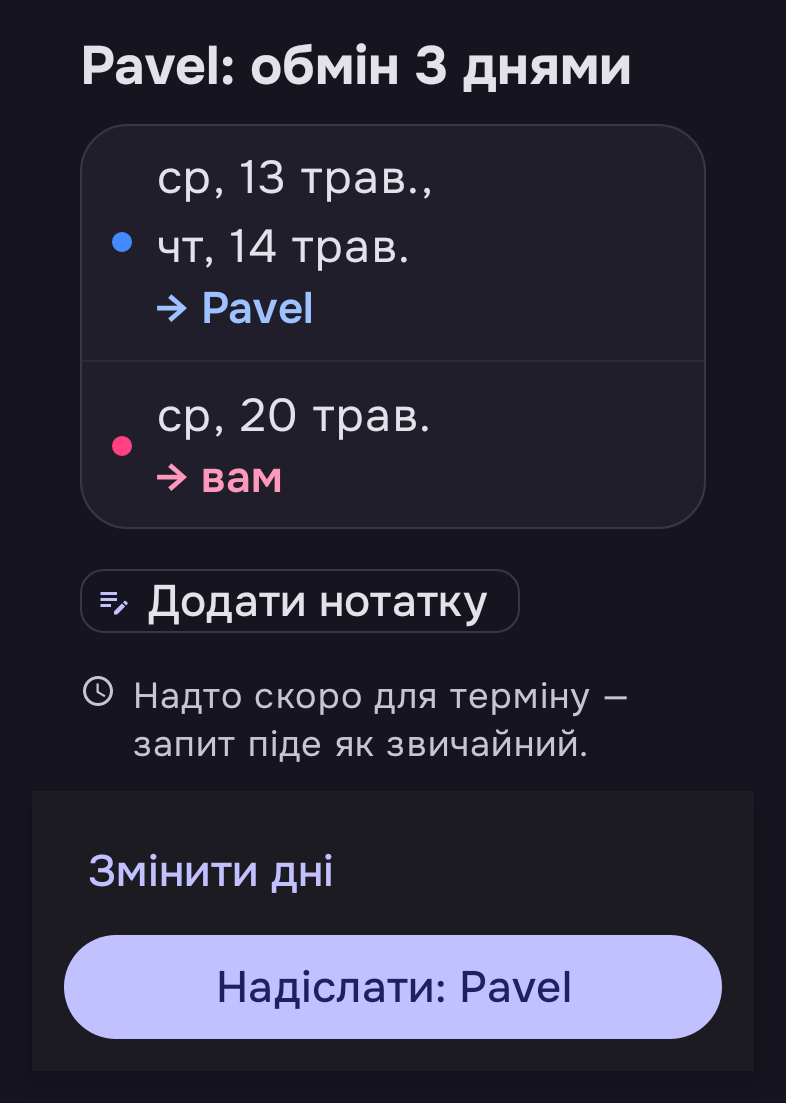 Pavel: обмін 3 днями
ср, 13 трав.,
чт, 14 трав.
→ Pavel
ср, 20 трав.
→ вам
Додати нотатку
Надто скоро для терміну —
запит піде як звичайний.
Змінити дні
Надіслати: Pavel